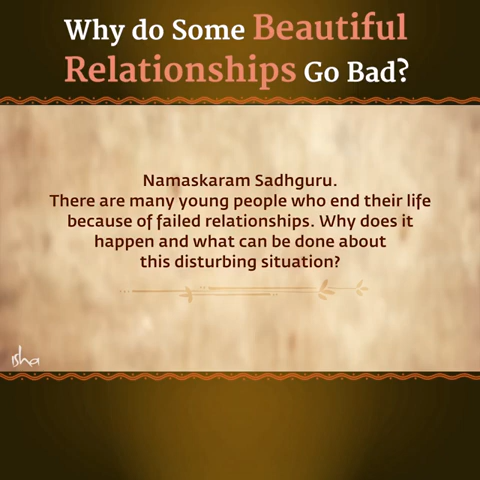 Why do Some Beautiful
Relationships Go Bad?
Namaskaram Sadhguru.
There are many young people who end their life
because of failed relationships. Why does it
happen and what can be done about
this disturbing situation?
isha